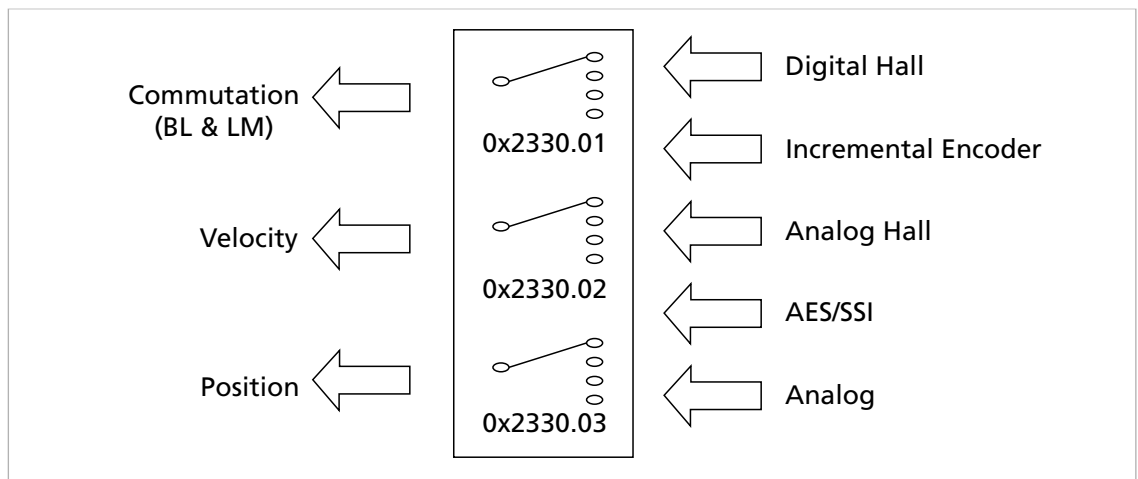 Commutation
(BL & LM)
Velocity
Position
0x2330.01
0x2330.02
0x2330.03
Digital Hall
Incremental Encoder
Analog Hall
AES/SSI
Analog